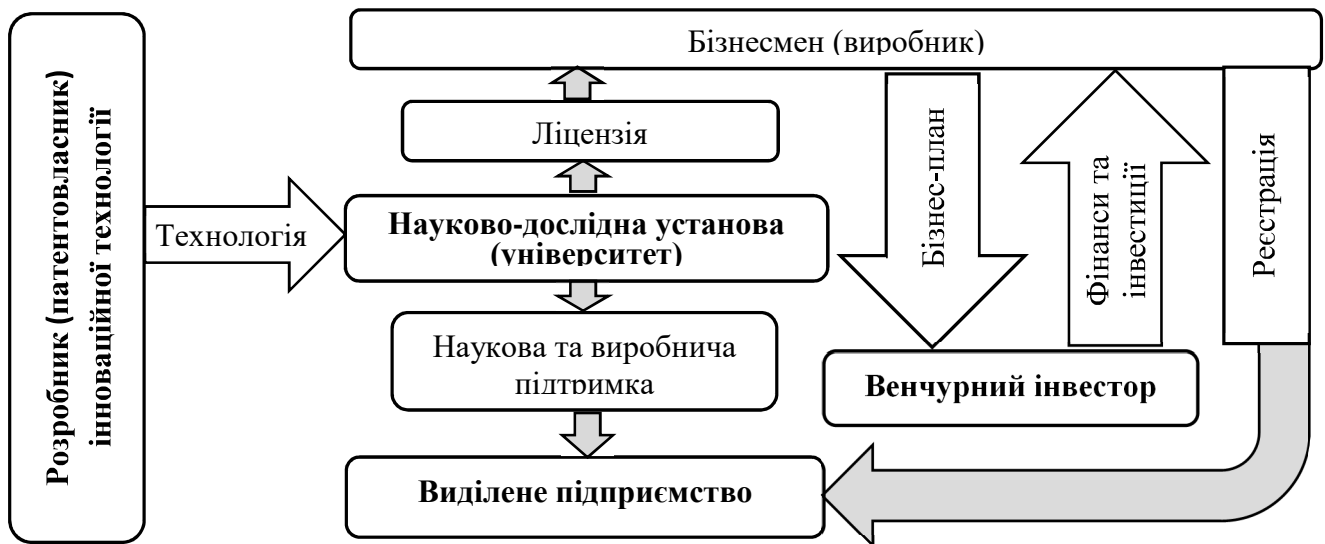 Розробник (патентовласник)
інноваційної технології
Технологія
Бізнесмен (виробник)
Ліцензія
Науково-дослідна установа
(університет)
Наукова та виробнича
підтримка
Виділене підприємство
Бізнес-план
Фінанси та
інвестиції
Венчурний інвестор
Реєстрація